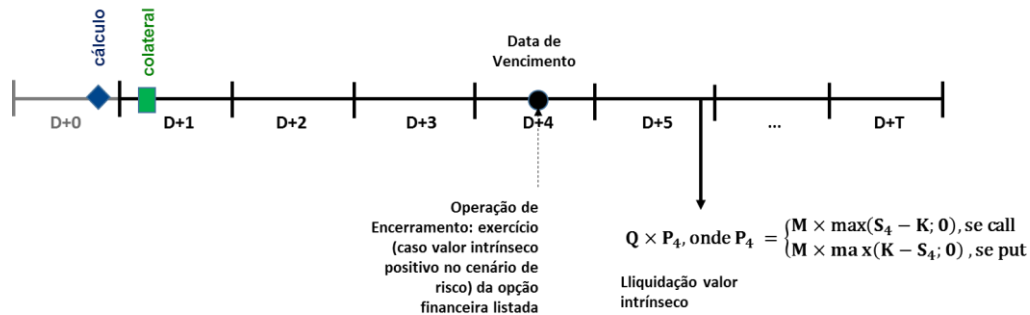 cálculo
colateral
Data de
Vencimento
D+0
D+1
D+2
D+3
D+4
D+5
...
D+T
Operação de
Encerramento: exercício
(caso valor intrínseco
positivo no cenário de
risco) da opção
financeira listada
Q × P₄, onde P₄ = { M × max(S₄ − K; 0), se call
M × ma x(K − S₄; 0) , se put
Lliquidação valor
intrínseco